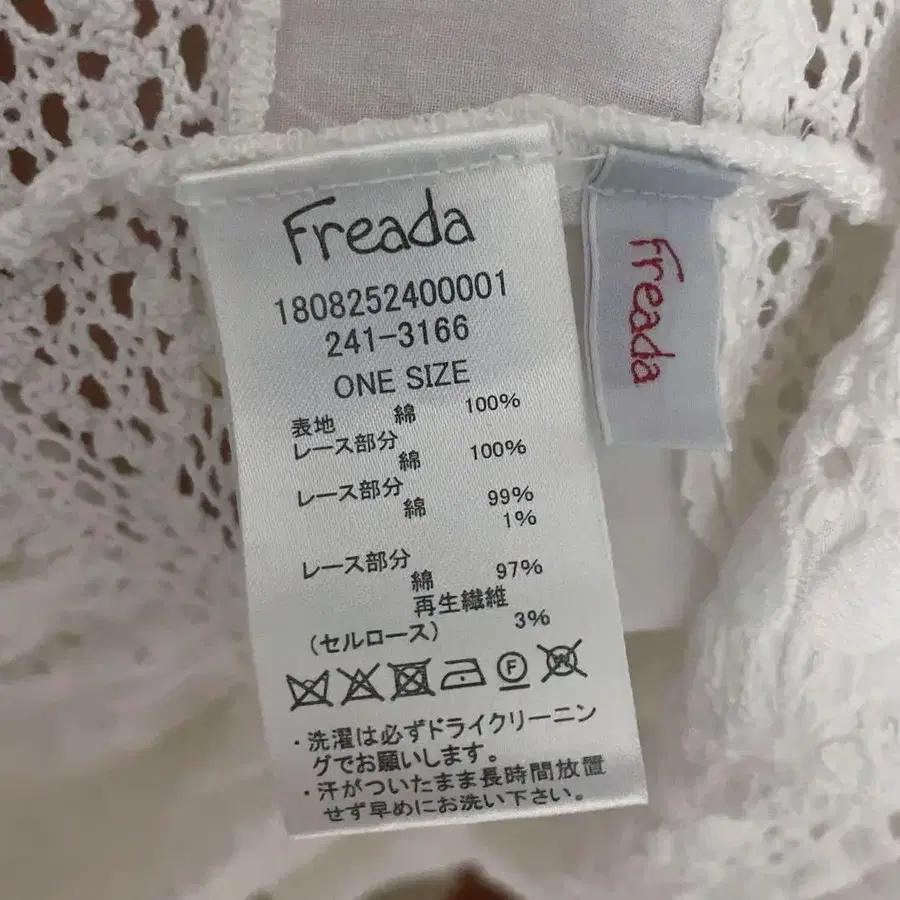 Freada
1808252400001
241-3166
ONE SIZE
表地 綿 100%
レース部分
綿 100%
レース部分
綿 99%
1%
レース部分
綿 97%
再生繊維
(セルロース) 3%
F
W
・洗濯は必ずドライクリーニン
グでお願いします。
・汗がついたまま長時間放置
せず早めにお洗い下さい。
Freada